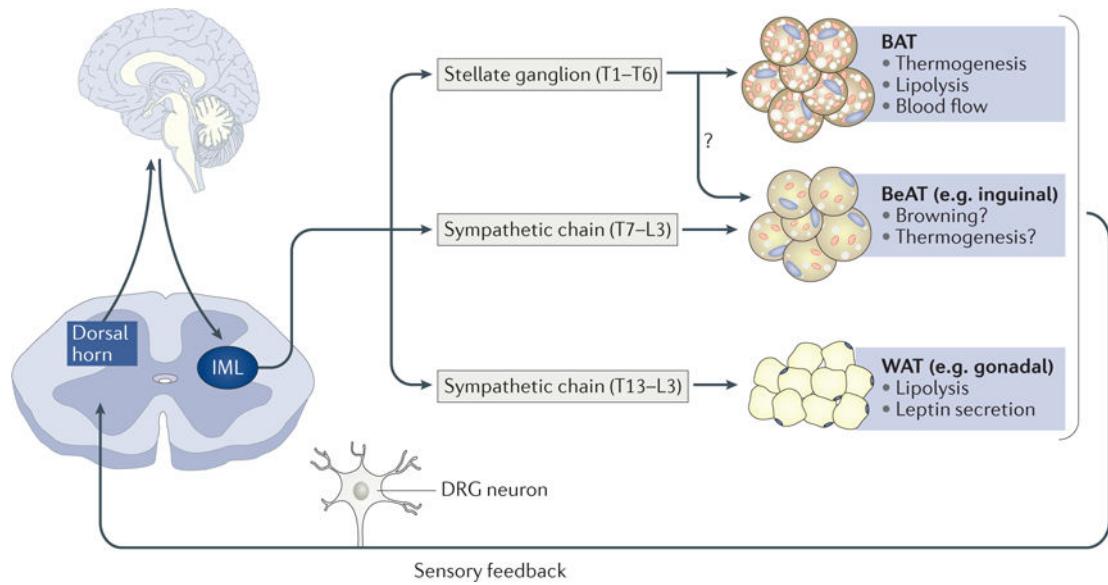 Stellate ganglion (T1–T6)
BAT
• Thermogenesis
• Lipolysis
• Blood flow
?
Sympathetic chain (T7–L3)
BeAT (e.g. inguinal)
• Browning?
• Thermogenesis?
Dorsal
horn
IML
Sympathetic chain (T13–L3)
WAT (e.g. gonadal)
• Lipolysis
• Leptin secretion
DRG neuron
Sensory feedback